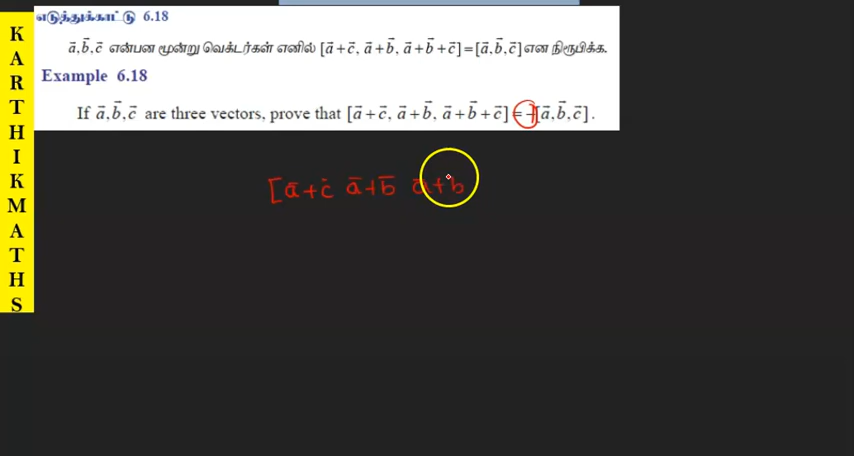 எடுத்துக்காட்டு 6.18
a⃗,b⃗,c⃗ என்பன மூன்று வெக்டர்கள் எனில் [a⃗+c⃗, a⃗+b⃗, a⃗+b⃗+c⃗]=[a⃗,b⃗,c⃗] என நிரூபிக்க.
Example 6.18
If a⃗,b⃗,c⃗ are three vectors, prove that [a⃗+c⃗, a⃗+b⃗, a⃗+b⃗+c⃗] = -[a⃗,b⃗,c⃗].
[a̅+c̅ a̅+b̅ a̅+b
KARTHIKMATHS